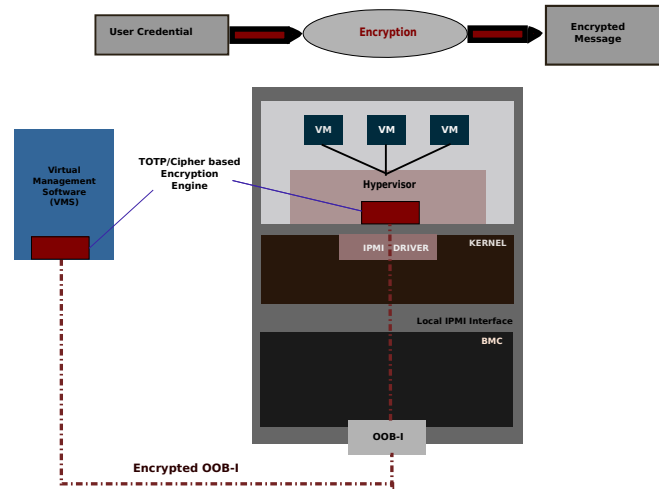 User Credential
Encryption
Encrypted
Message
VM VM VM
Virtual
Management
Software
(VMS)
TOTP/Cipher based
Encryption
Engine
Hypervisor
KERNEL
IPMI DRIVER
Local IPMI Interface
BMC
OOB-I
Encrypted OOB-I